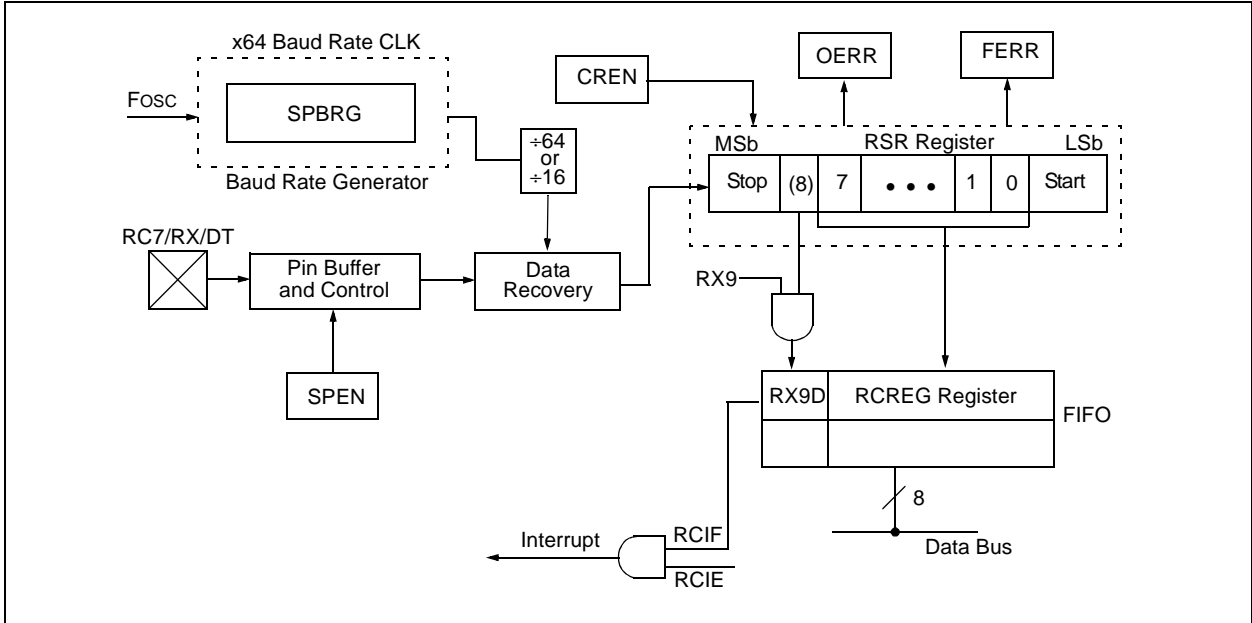 x64 Baud Rate CLK
FOSC
SPBRG
Baud Rate Generator
÷64
or
÷16
CREN
OERR
FERR
MSb
RSR Register
LSb
Stop
(8)
7
• • •
1
0
Start
RC7/RX/DT
Pin Buffer
and Control
Data
Recovery
SPEN
RX9
RX9D
RCREG Register
FIFO
8
Data Bus
Interrupt
RCIF
RCIE